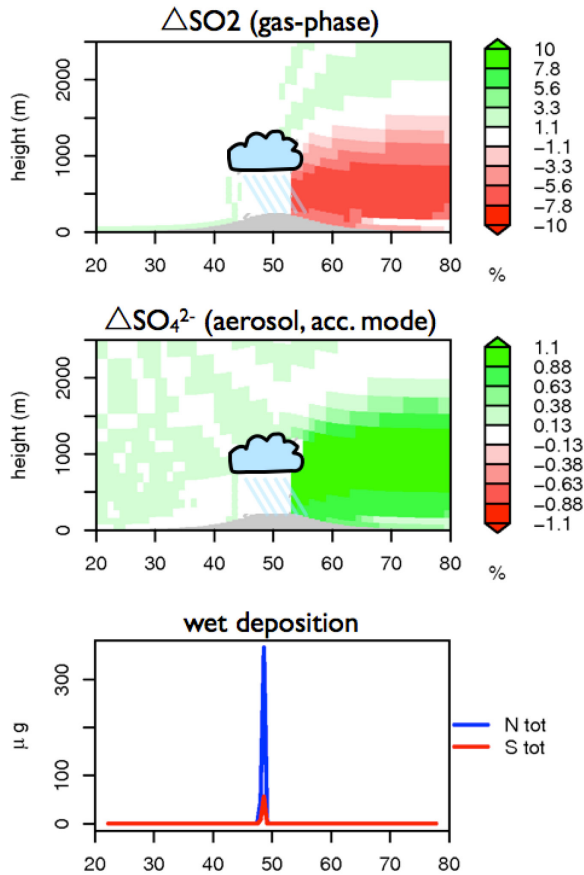 △SO2 (gas-phase)
height (m)
2000
1000
0
20 30 40 50 60 70 80
10
7.8
5.6
3.3
1.1
−1.1
−3.3
−5.6
−7.8
−10
%
△SO₄²⁻ (aerosol, acc. mode)
height (m)
2000
1000
0
20 30 40 50 60 70 80
1.1
0.88
0.63
0.38
0.13
−0.13
−0.38
−0.63
−0.88
−1.1
%
wet deposition
μ g
300
100
0
20 30 40 50 60 70 80
N tot
S tot